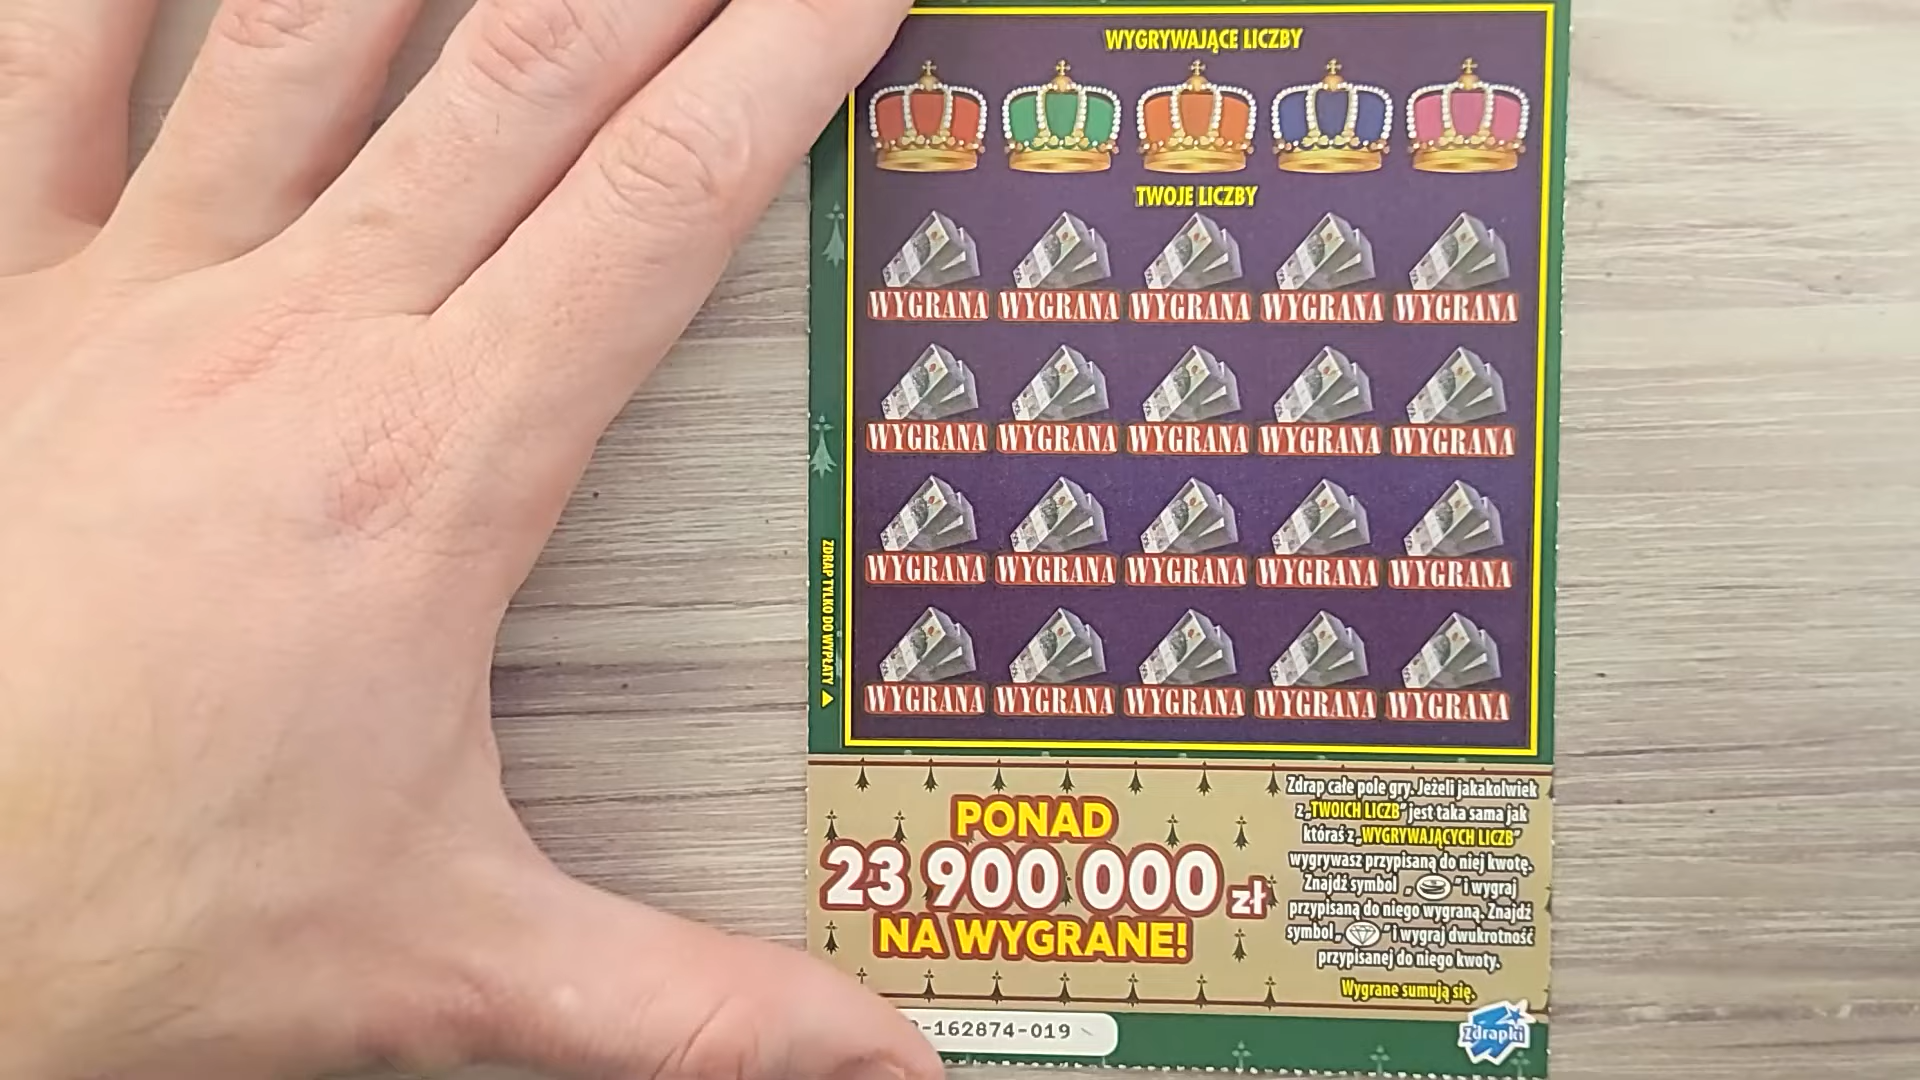 WYGRYWAJĄCE LICZBY
TWOJE LICZBY
WYGRANA WYGRANA WYGRANA WYGRANA WYGRANA
WYGRANA WYGRANA WYGRANA WYGRANA WYGRANA
WYGRANA WYGRANA WYGRANA WYGRANA WYGRANA
WYGRANA WYGRANA WYGRANA WYGRANA WYGRANA
ZDRAP TYLKO DO WYPŁATY
PONAD
23 900 000 zł
NA WYGRANE!
Zdrap całe pole gry. Jeżeli jakakolwiek
z „TWOICH LICZB” jest taka sama jak
któraś z „WYGRYWAJĄCYCH LICZB”
wygrywasz przypisaną do niej kwotę.
Znajdź symbol „ ” i wygraj
przypisaną do niego wygraną. Znajdź
symbol „ ” i wygraj dwukrotność
przypisanej do niego kwoty.
Wygrane sumują się.
-162874-019
Zdrapki